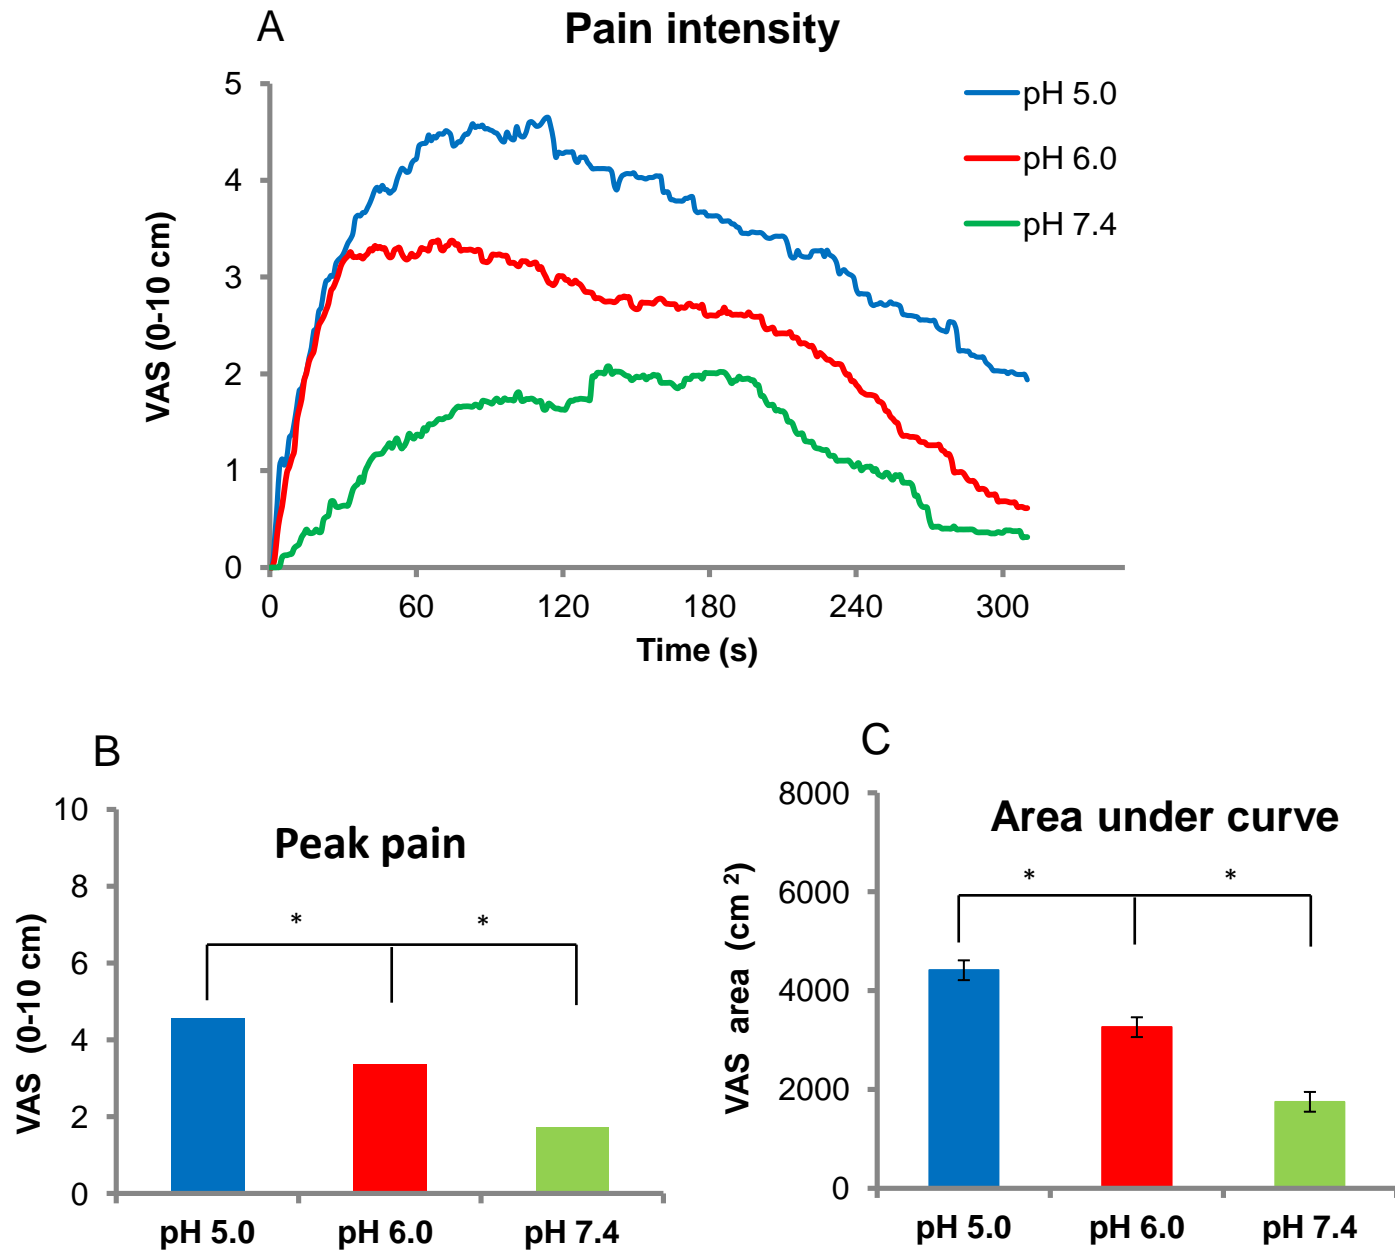 A
Pain intensity
5
4
3
2
1
0
VAS (0-10 cm)
pH 5.0
pH 6.0
pH 7.4
0 60 120 180 240 300
Time (s)
B
Peak pain
10
8
6
4
2
0
VAS (0-10 cm)
* *
pH 5.0 pH 6.0 pH 7.4
C
Area under curve
8000
6000
4000
2000
0
VAS area (cm ²)
* *
pH 5.0 pH 6.0 pH 7.4